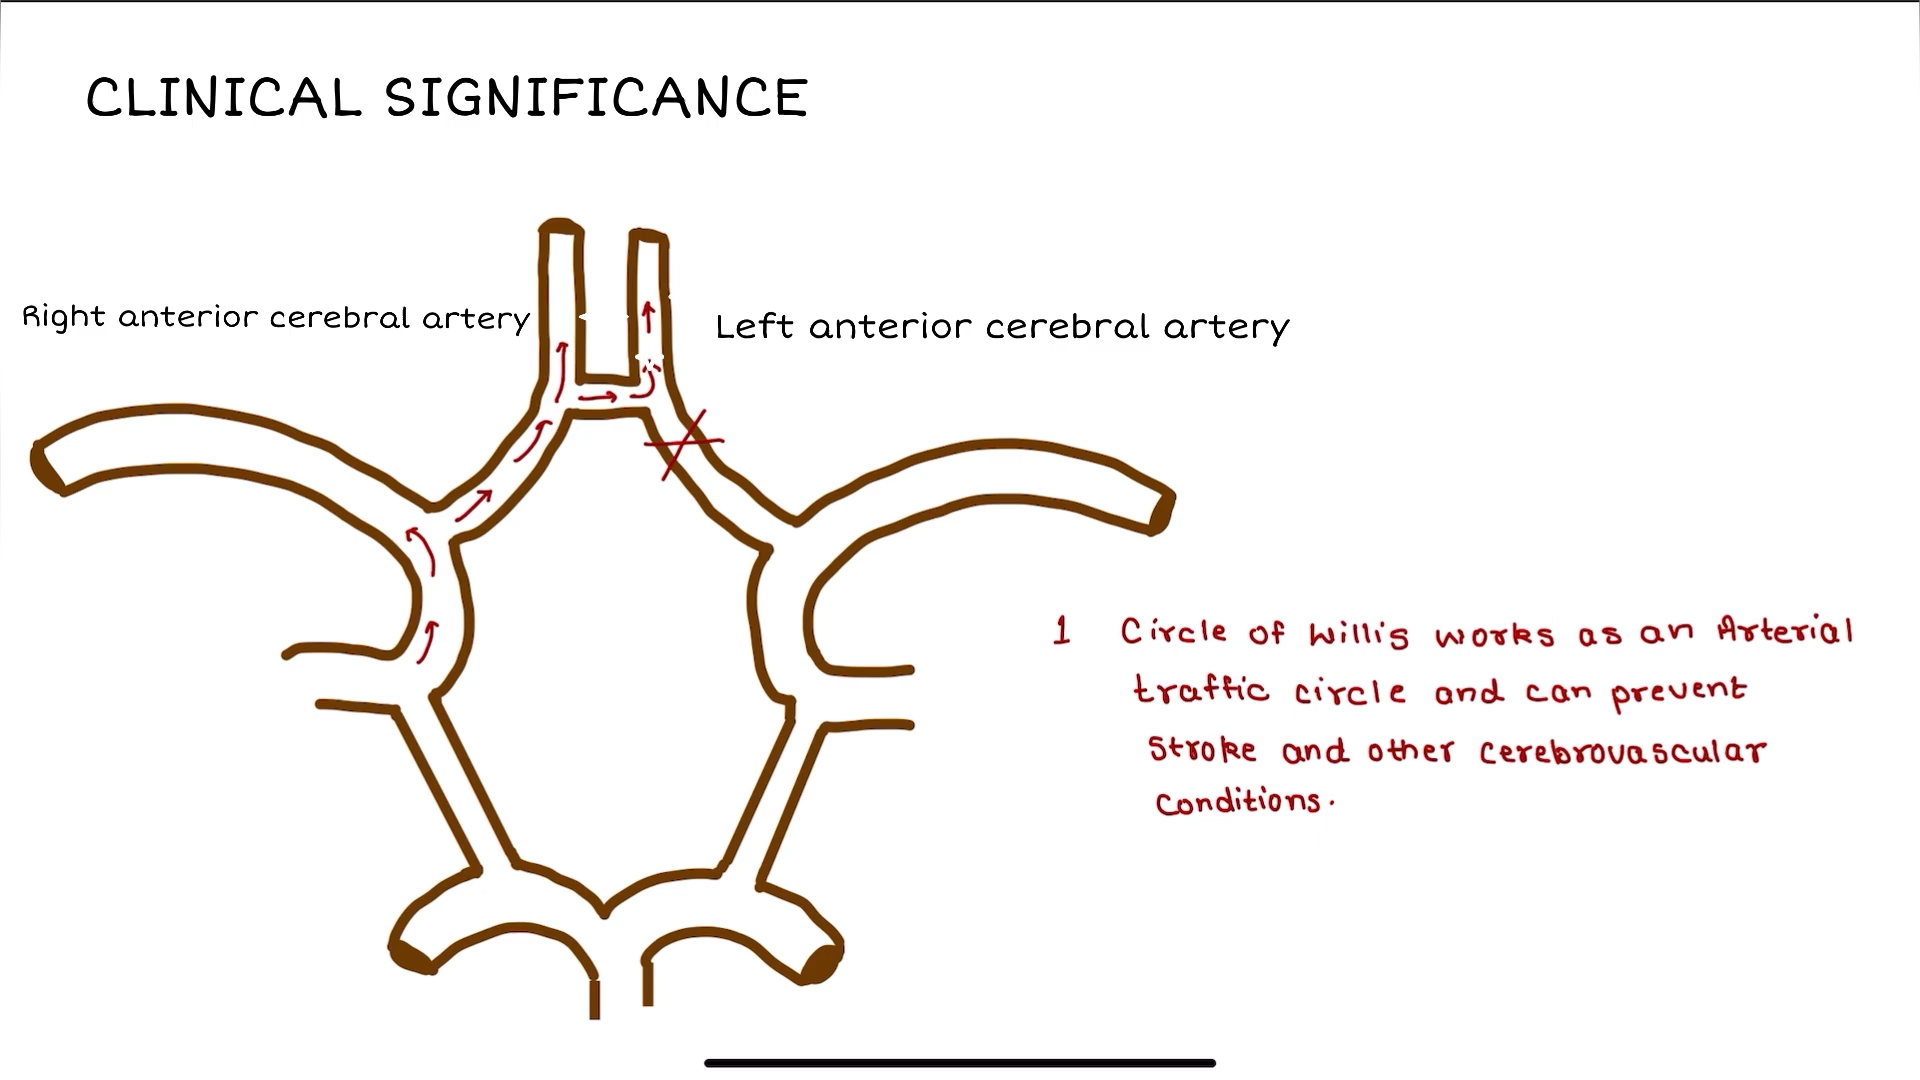 CLINICAL SIGNIFICANCE
Right anterior cerebral artery
Left anterior cerebral artery
1 Circle of Willis works as an Arterial
traffic circle and can prevent
Stroke and other cerebrovascular
Conditions.